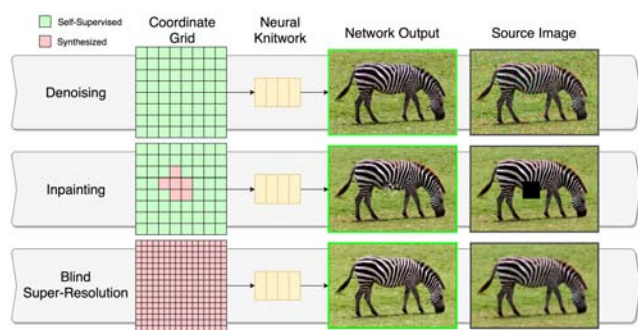 Self-Supervised
Synthesized
Coordinate
Grid
Neural
Knitwork
Network Output
Source Image
Denoising
Inpainting
Blind
Super-Resolution